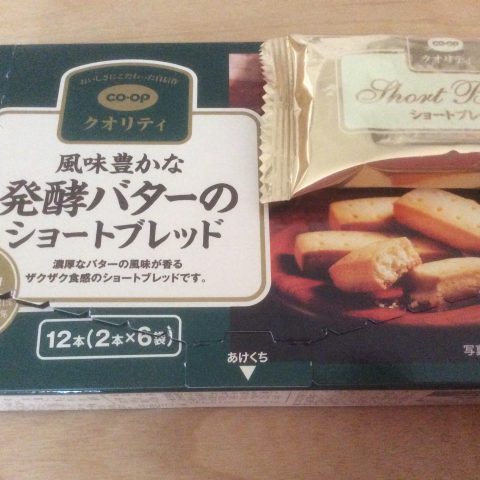 おいしさにこだわった自信作
CO-OP
クオリティ
風味豊かな
発酵バターの
ショートブレッド
濃厚なバターの風味が香る
ザクザク食感のショートブレッドです。
12本(2本×6袋)
あけくち
CO-OP
クオリティ
Short
ショートブレ
写真